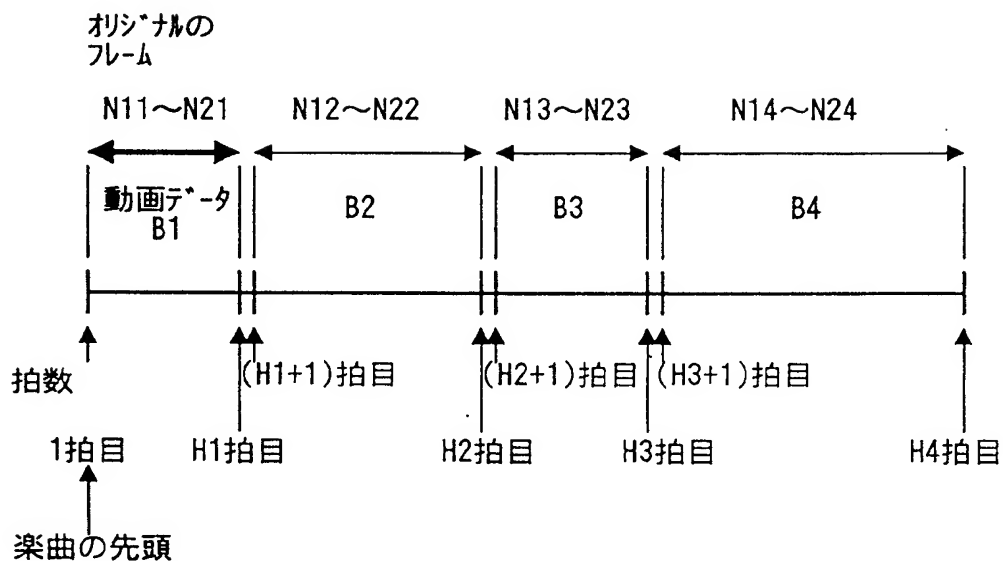 オリジナルの
フレーム
N11～N21 N12～N22 N13～N23 N14～N24
動画データ
B1 B2 B3 B4
拍数 (H1+1)拍目 (H2+1)拍目 (H3+1)拍目
1拍目 H1拍目 H2拍目 H3拍目 H4拍目
楽曲の先頭